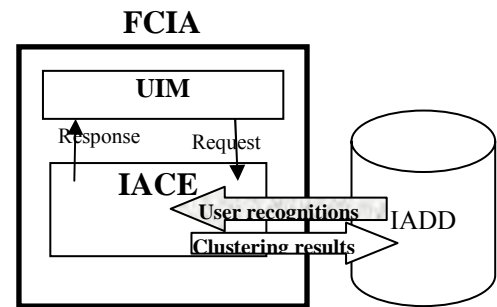 FCIA
UIM
Response
Request
IACE
User recognitions
IADD
Clustering results